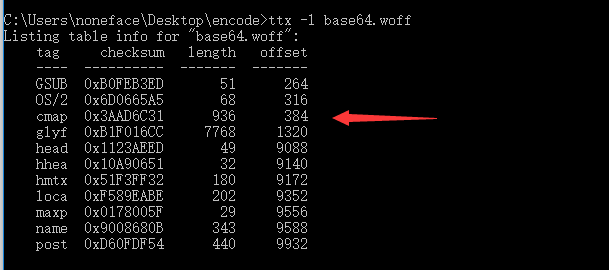 C:\Users\noneface\Desktop\encode>ttx -l base64.woff
Listing table info for "base64.woff":
tag checksum length offset
---- ---------- ------- -------
GSUB 0xB0FEB3ED 51 264
OS/2 0x6D0665A5 68 316
cmap 0x3AAD6C31 936 384
glyf 0xB1F016CC 7768 1320
head 0x1123AEED 49 9088
hhea 0x10A90651 32 9140
hmtx 0x51F3FF32 180 9172
loca 0xF589EABE 202 9352
maxp 0x0178005F 29 9556
name 0x9008680B 343 9588
post 0xD60FDF54 440 9932